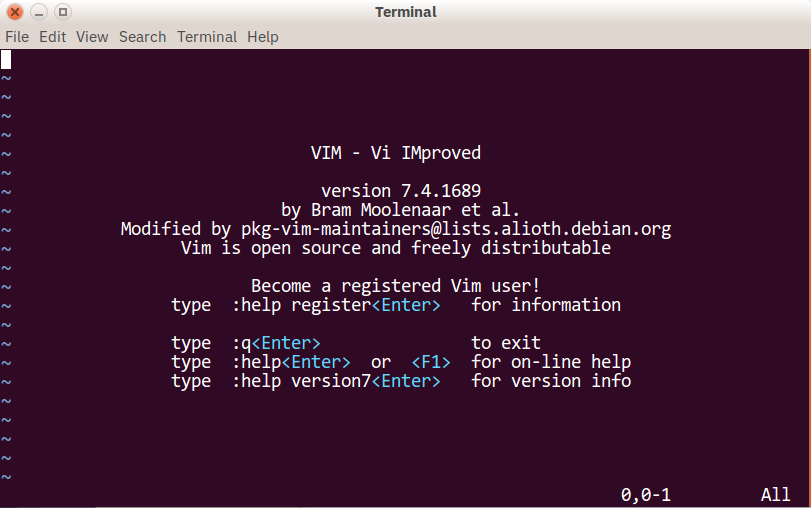 Terminal
File Edit View Search Terminal Help
~
~
~
~
~ VIM - Vi IMproved
~
~ version 7.4.1689
~ by Bram Moolenaar et al.
~ Modified by pkg-vim-maintainers@lists.alioth.debian.org
~ Vim is open source and freely distributable
~
~ Become a registered Vim user!
~ type :help register<Enter> for information
~
~ type :q<Enter> to exit
~ type :help<Enter> or <F1> for on-line help
~ type :help version7<Enter> for version info
~
~
~
~
~
0,0-1 All